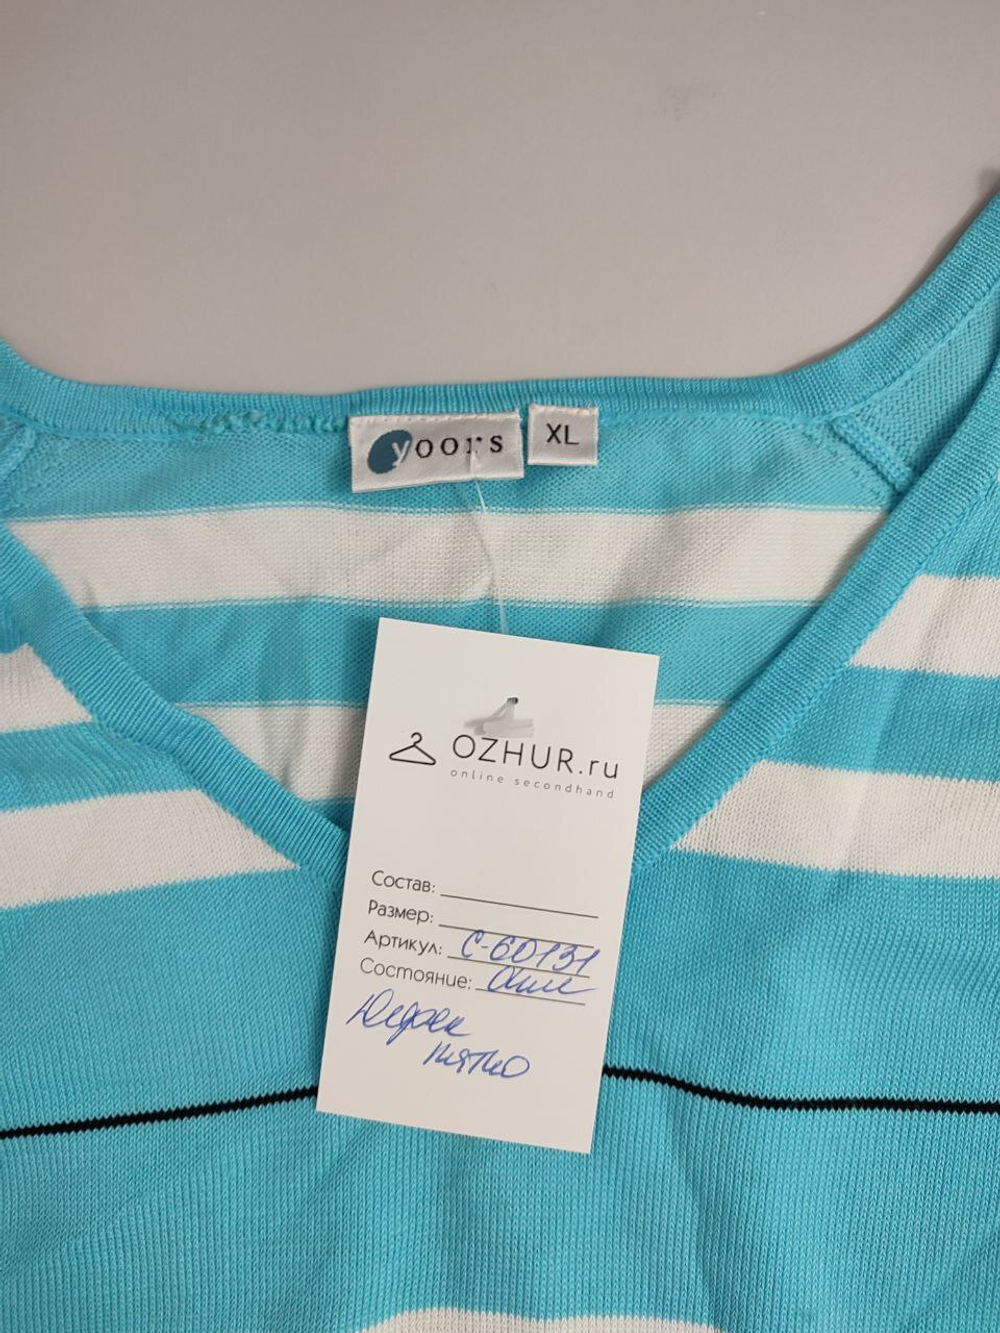 yoors
XL
OZHUR.ru
online secondhand
Состав:
Размер:
Артикул: С-60131
Состояние:
пятно